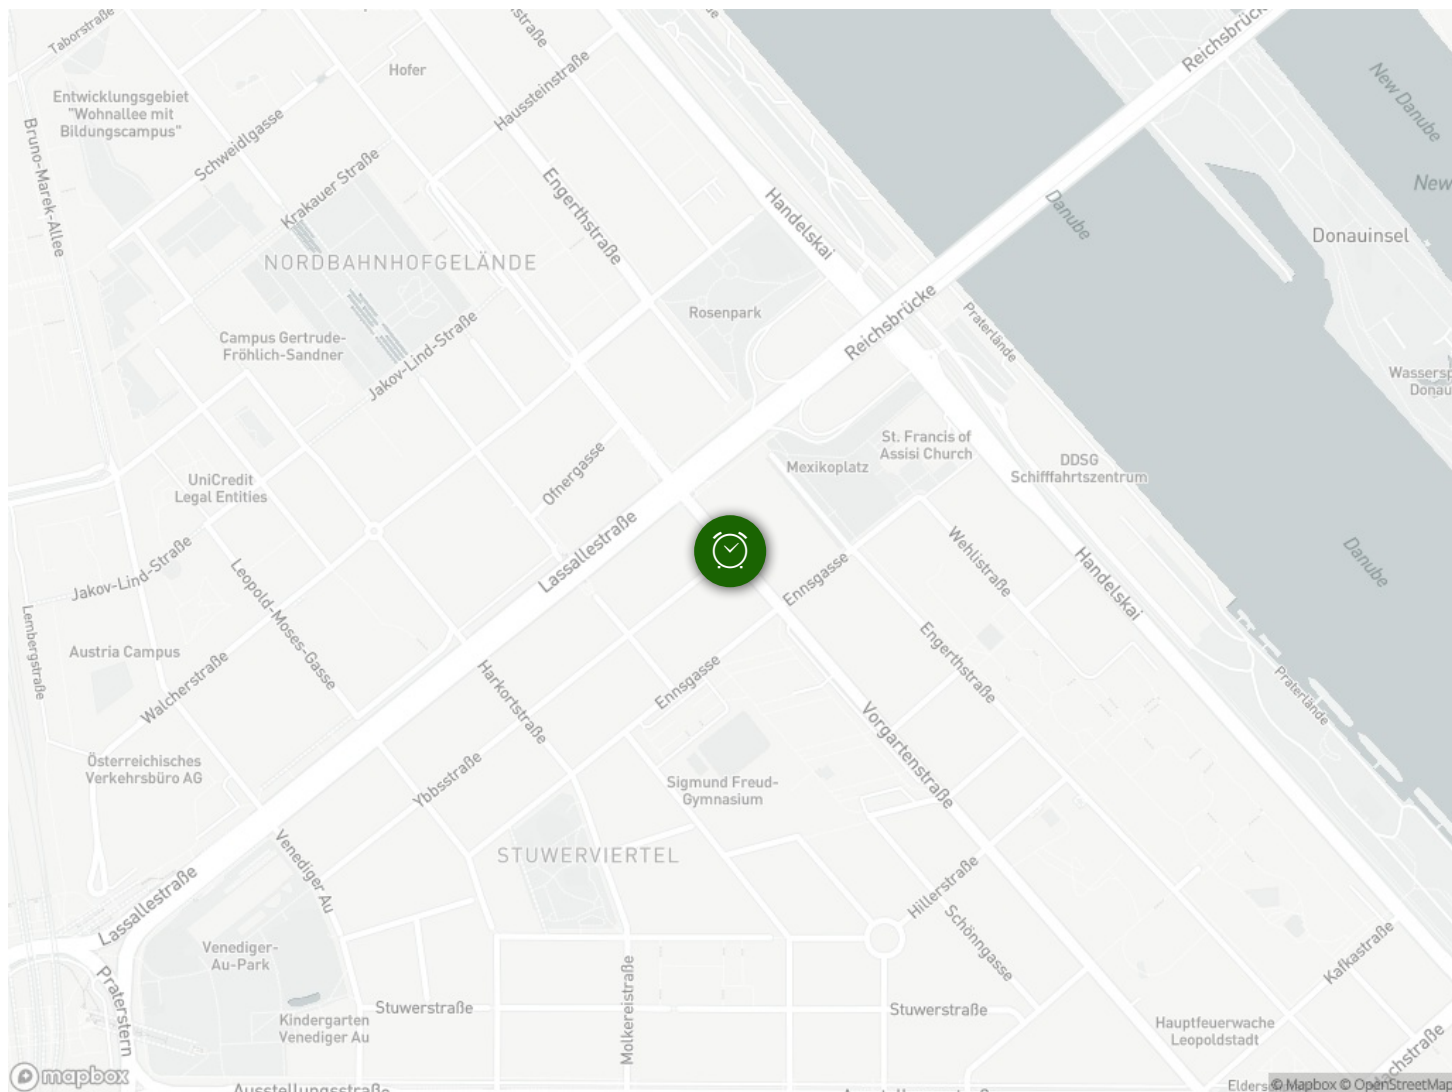 Taborstraße
Hofer
Haussteinstraße
Reichsbrücke
New Danube
Entwicklungsgebiet
"Wohnallee mit
Bildungscampus"
Schweidlgasse
Bruno-Marek-Allee
Krakauer Straße
Engerthstraße
Handelskai
Danube
New
Donauinsel
NORDBAHNHOFGELÄNDE
Rosenpark
Reichsbrücke
Praterlände
Campus Gertrude-
Fröhlich-Sandner
Jakov-Lind-Straße
Wassersp
Donau
St. Francis of
Assisi Church
Mexikoplatz
DDSG
Schifffahrtszentrum
Ofnergasse
UniCredit
Legal Entities
Lassallestraße
Jakov-Lind-Straße
Leopold-Moses-Gasse
Ennsgasse
Wehlistraße
Handelskai
Danube
Lembergstraße
Austria Campus
Walcherstraße
Harkortstraße
Ennsgasse
Engerthstraße
Praterlände
Österreichisches
Verkehrsbüro AG
Ybbsstraße
Sigmund Freud-
Gymnasium
Vorgartenstraße
Venediger Au
STUWERVIERTEL
Hillerstraße
Lassallestraße
Venediger-
Au-Park
Schönngasse
Kafkastraße
Praterstern
Stuwerstraße
Molkereistraße
Stuwerstraße
Kindergarten
Venediger Au
Hauptfeuerwache
Leopoldstadt
mapbox
© Mapbox © OpenStreetMap